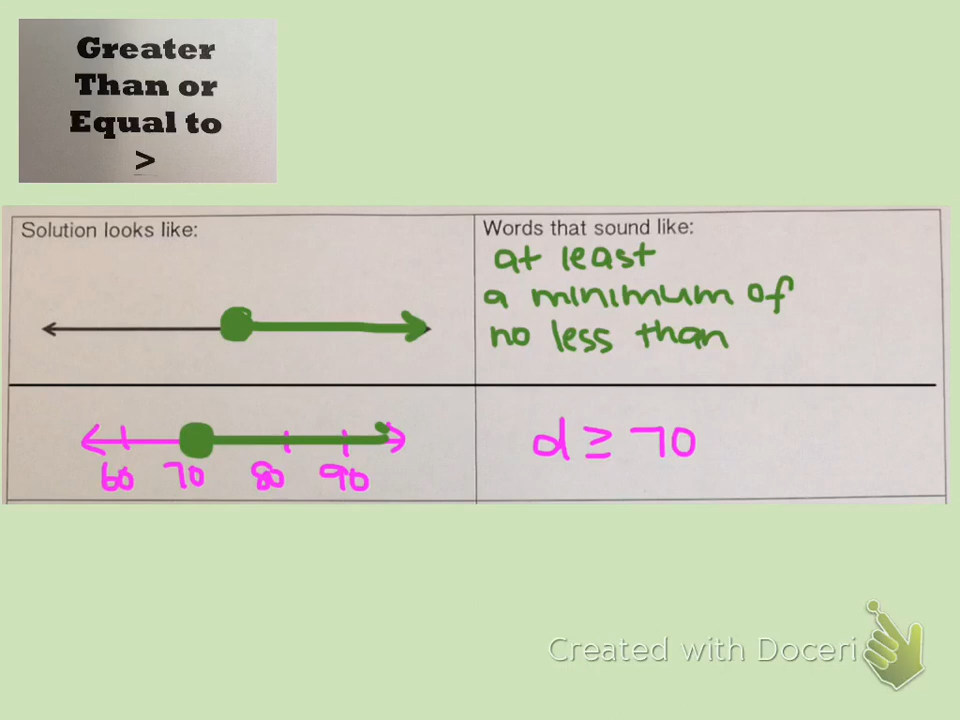 Greater
Than or
Equal to
≥
Solution looks like:
Words that sound like:
at least
a minimum of
no less than
60 70 80 90
d ≥ 70
Created with Doceri